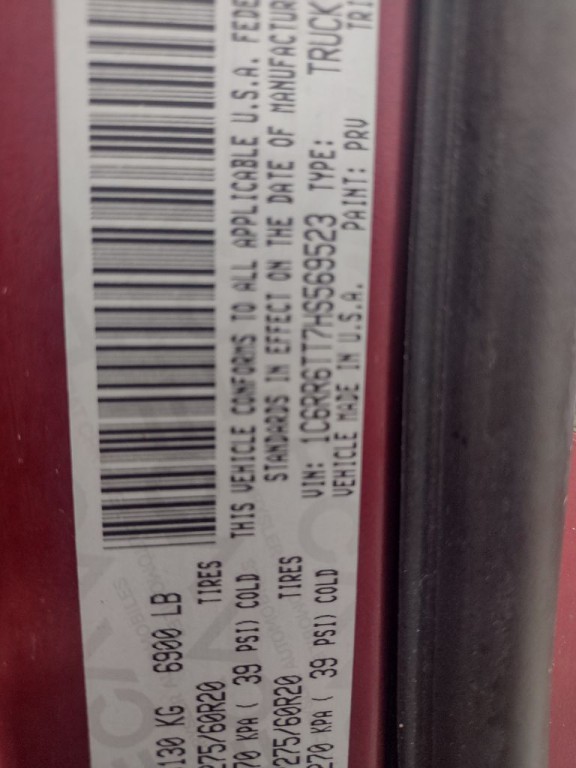 130 KG 6900 LB
275/60R20 TIRES
70 KPA ( 39 PSI) COLD
275/60R20 TIRES
270 KPA ( 39 PSI) COLD
THIS VEHICLE CONFORMS TO ALL APPLICABLE U.S.A. FEDE
STANDARDS IN EFFECT ON THE DATE OF MANUFACTUR
VIN: 1C6RR6TT7HS569523 TYPE: TRUCK
VEHICLE MADE IN U.S.A. PAINT: PRV TRI